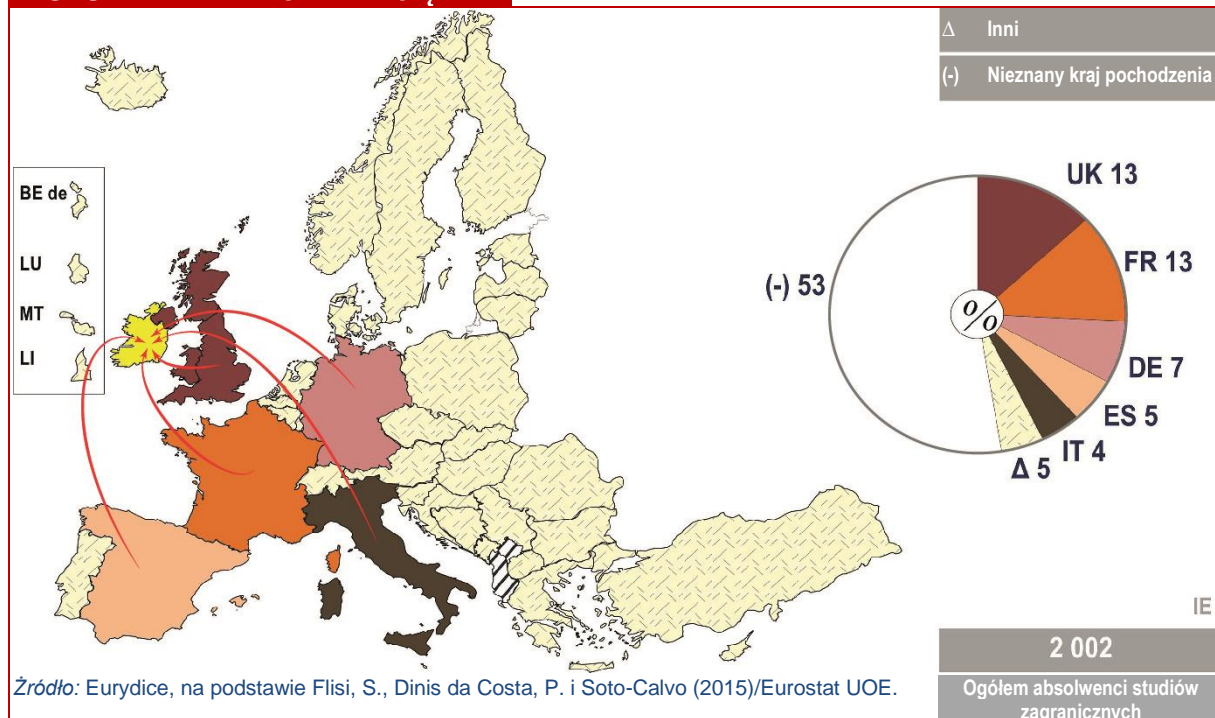 Δ Inni
(-) Nieznany kraj pochodzenia
BE de
LU
MT
LI
UK 13
FR 13
DE 7
ES 5
IT 4
Δ 5
(-) 53
%
IE
2 002
Ogółem absolwenci studiów
zagranicznych
Źródło: Eurydice, na podstawie Flisi, S., Dinis da Costa, P. i Soto-Calvo (2015)/Eurostat UOE.